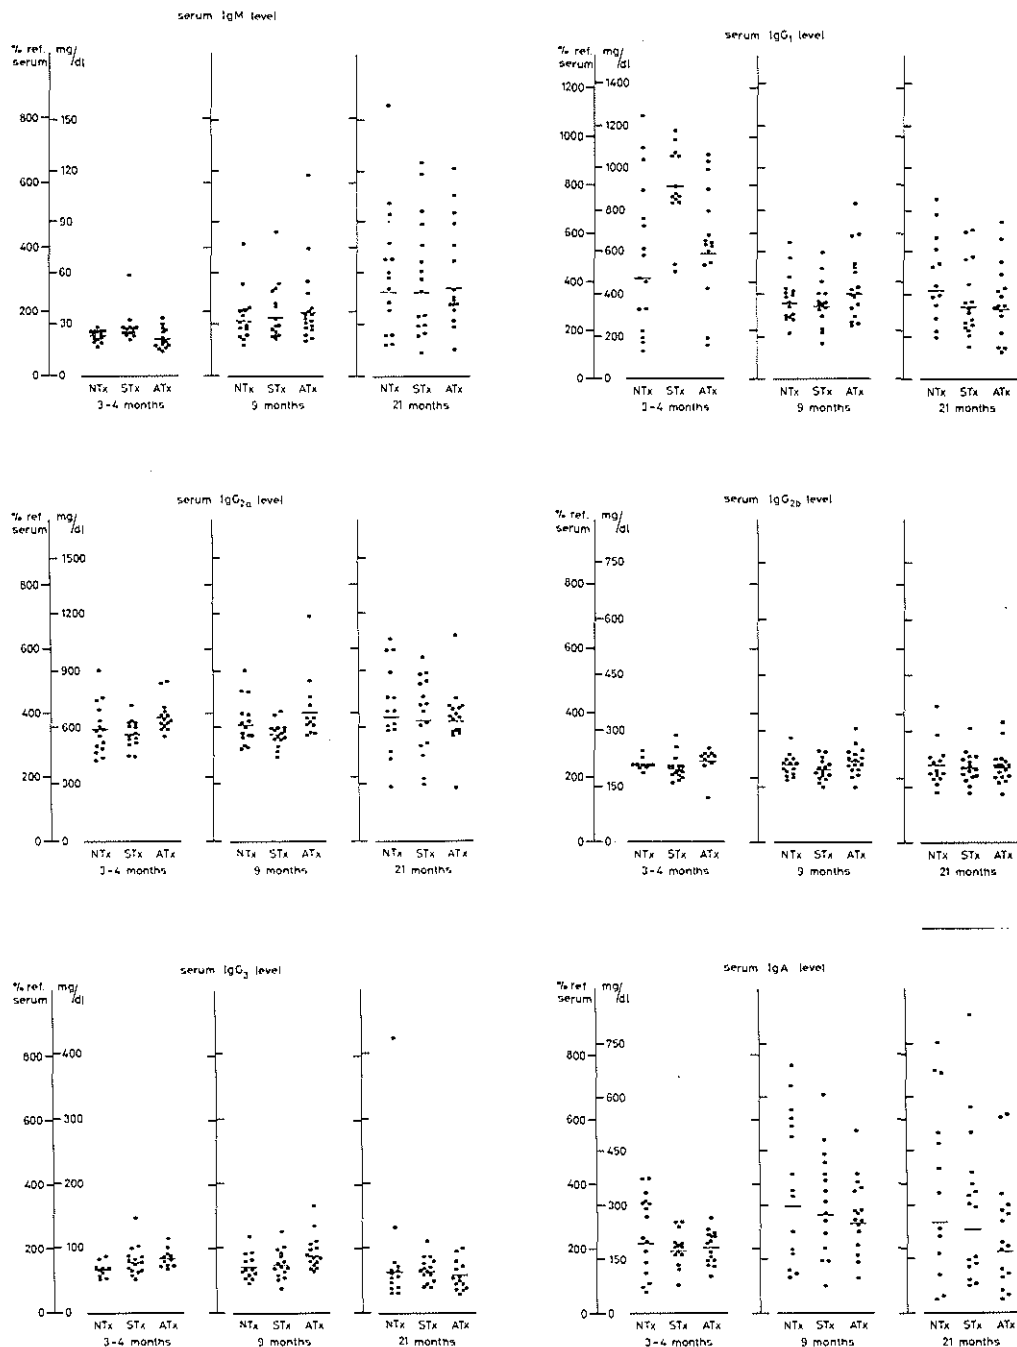 serum IgM level
% ref. mg/
serum /dl
800
600
400
200
0
150
120
90
60
30
0
NTx STx ATx
3-4 months
NTx STx ATx
9 months
NTx STx ATx
21 months
serum IgG1 level
% ref. mg/
serum /dl
1200
1000
800
600
400
200
0
1400
1200
1000
800
600
400
200
0
NTx STx ATx
3-4 months
NTx STx ATx
9 months
NTx STx ATx
21 months
serum IgG2a level
% ref. mg/
serum /dl
800
600
400
200
0
1500
1200
900
600
300
0
NTx STx ATx
3-4 months
NTx STx ATx
9 months
NTx STx ATx
21 months
serum IgG2b level
% ref. mg/
serum /dl
800
600
400
200
0
750
600
450
300
150
0
NTx STx ATx
3-4 months
NTx STx ATx
9 months
NTx STx ATx
21 months
serum IgG3 level
% ref. mg/
serum /dl
800
600
400
200
0
400
300
200
100
0
NTx STx ATx
3-4 months
NTx STx ATx
9 months
NTx STx ATx
21 months
serum IgA level
% ref. mg/
serum /dl
800
600
400
200
0
750
600
450
300
150
0
NTx STx ATx
3-4 months
NTx STx ATx
9 months
NTx STx ATx
21 months